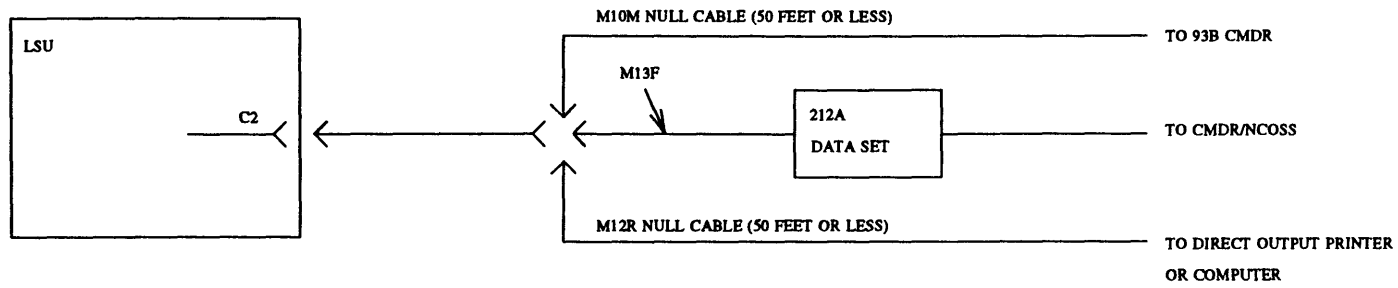 M10M NULL CABLE (50 FEET OR LESS)
TO 93B CMDR
LSU
M13F
C2
212A
DATA SET
TO CMDR/NCOSS
M12R NULL CABLE (50 FEET OR LESS)
TO DIRECT OUTPUT PRINTER
OR COMPUTER